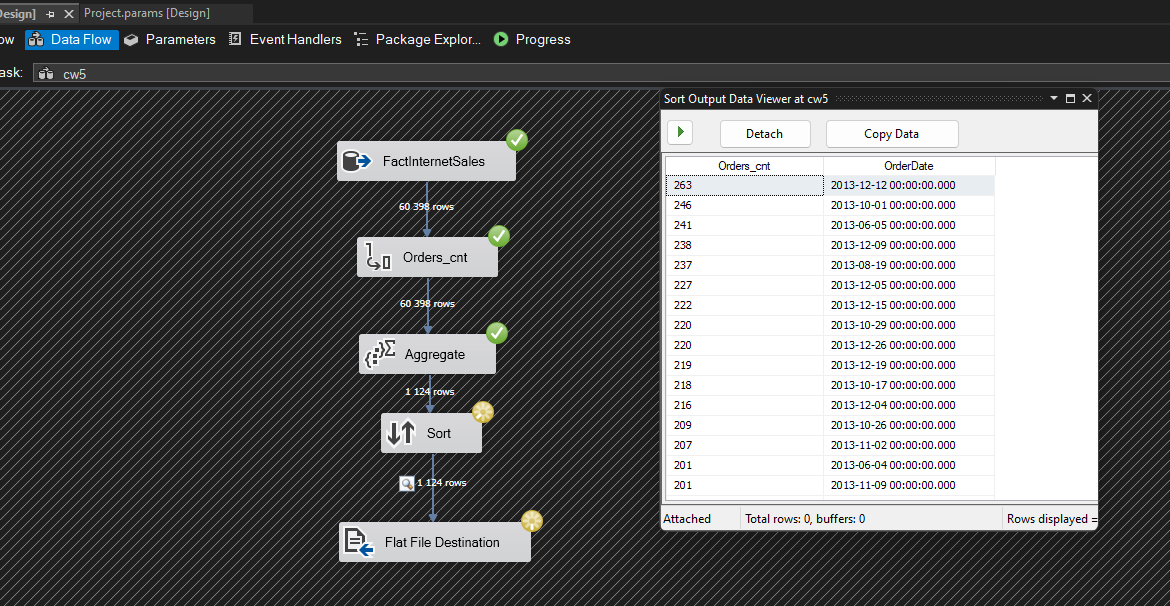 Design] Project.params [Design]
ow Data Flow Parameters Event Handlers Package Explor... Progress
ask: cw5
Sort Output Data Viewer at cw5
Detach Copy Data
Orders_cnt OrderDate
263 2013-12-12 00:00:00.000
246 2013-10-01 00:00:00.000
241 2013-06-05 00:00:00.000
238 2013-12-09 00:00:00.000
237 2013-08-19 00:00:00.000
227 2013-12-05 00:00:00.000
222 2013-12-15 00:00:00.000
220 2013-10-29 00:00:00.000
220 2013-12-26 00:00:00.000
219 2013-12-19 00:00:00.000
218 2013-10-17 00:00:00.000
216 2013-12-04 00:00:00.000
209 2013-10-26 00:00:00.000
207 2013-11-02 00:00:00.000
201 2013-06-04 00:00:00.000
201 2013-11-09 00:00:00.000
Attached Total rows: 0, buffers: 0 Rows displayed =
FactInternetSales
60 398 rows
Orders_cnt
60 398 rows
Aggregate
1 124 rows
Sort
1 124 rows
Flat File Destination